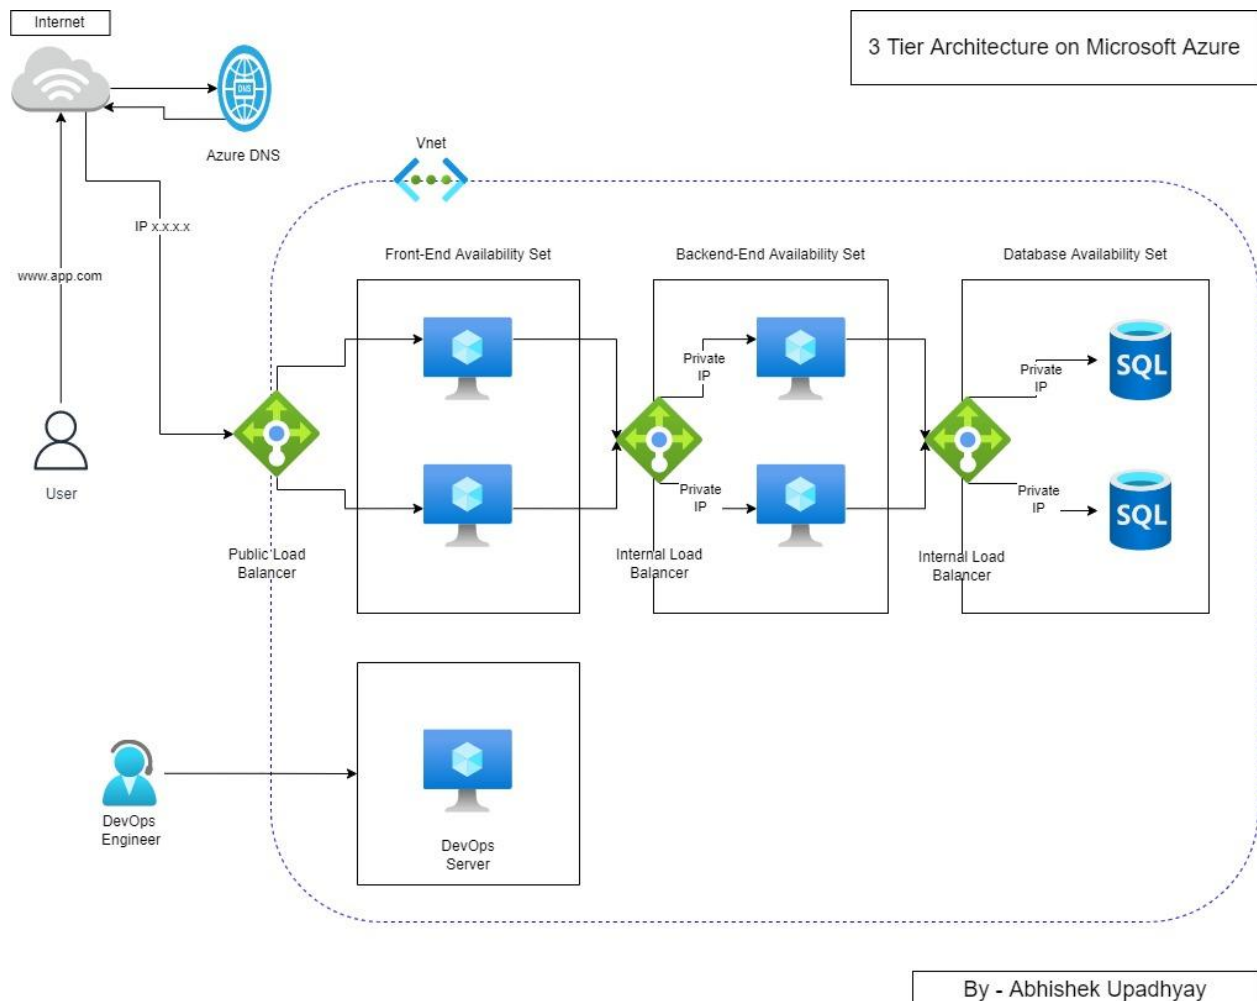 Internet
3 Tier Architecture on Microsoft Azure
DNS
Azure DNS
Vnet
IP x.x.x.x
www.app.com
User
Front-End Availability Set
Backend-End Availability Set
Database Availability Set
Private
IP
Private
IP
SQL
Private
IP
Private
IP
SQL
Public Load
Balancer
Internal Load
Balancer
Internal Load
Balancer
DevOps
Engineer
DevOps
Server
By - Abhishek Upadhyay